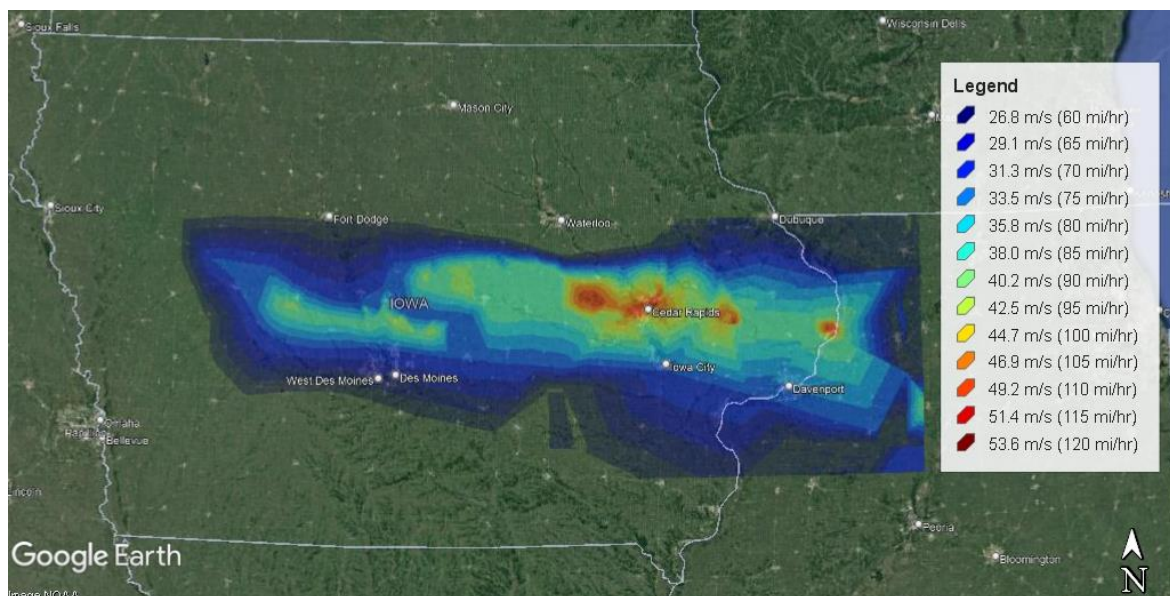 Sioux Falls
Wisconsin Dells
Mason City
Sioux City
Fort Dodge
Waterloo
Dubuque
IOWA
Cedar Rapids
West Des Moines
Des Moines
Iowa City
Davenport
Omaha
Bellevue
Lincoln
Peoria
Bloomington
Google Earth
Image NOAA
N
Legend
26.8 m/s (60 mi/hr)
29.1 m/s (65 mi/hr)
31.3 m/s (70 mi/hr)
33.5 m/s (75 mi/hr)
35.8 m/s (80 mi/hr)
38.0 m/s (85 mi/hr)
40.2 m/s (90 mi/hr)
42.5 m/s (95 mi/hr)
44.7 m/s (100 mi/hr)
46.9 m/s (105 mi/hr)
49.2 m/s (110 mi/hr)
51.4 m/s (115 mi/hr)
53.6 m/s (120 mi/hr)